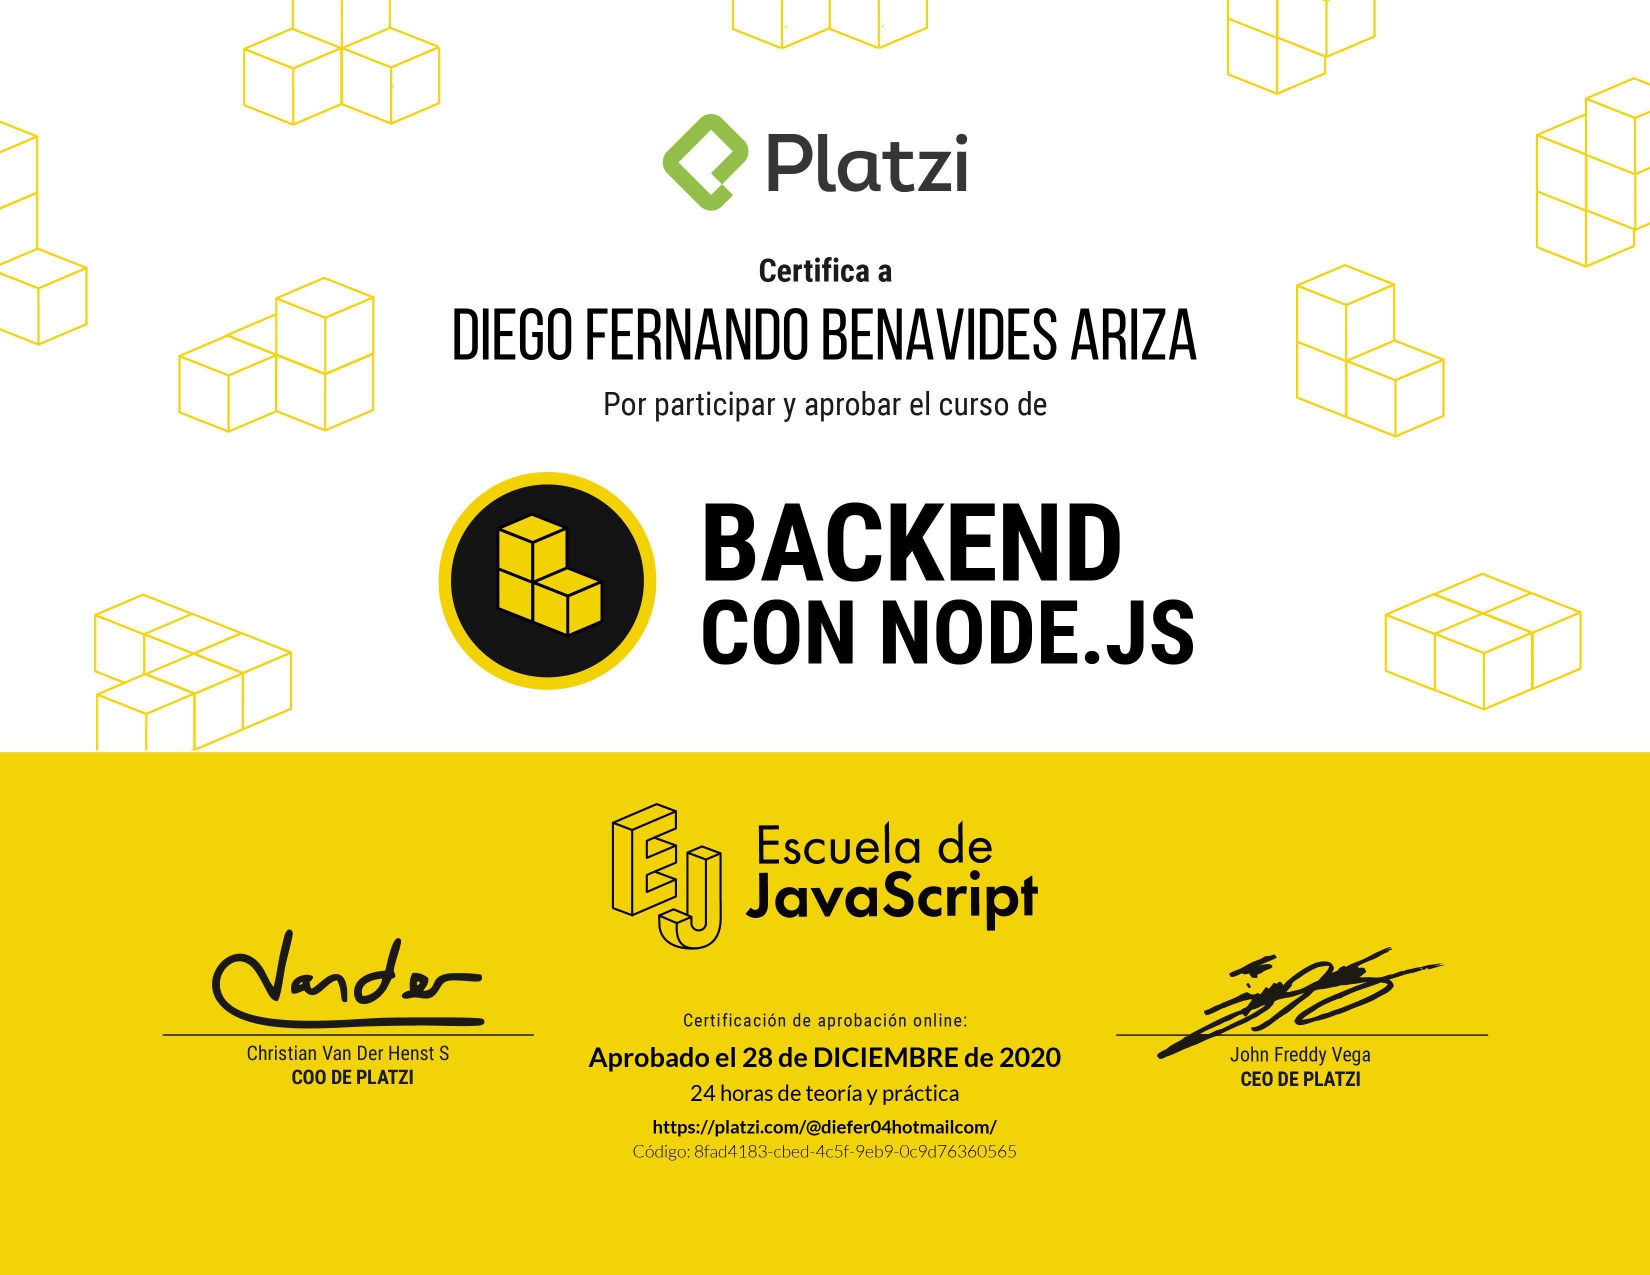 Platzi
Certifica a
DIEGO FERNANDO BENAVIDES ARIZA
Por participar y aprobar el curso de
BACKEND
CON NODE.JS
EJ
Escuela de
JavaScript
Vander
Christian Van Der Henst S
COO DE PLATZI
Certificación de aprobación online:
Aprobado el 28 de DICIEMBRE de 2020
24 horas de teoría y práctica
https://platzi.com/@diefer04hotmailcom/
Código: 8fad4183-cbed-4c5f-9eb9-0c9d76360565
John Freddy Vega
CEO DE PLATZI